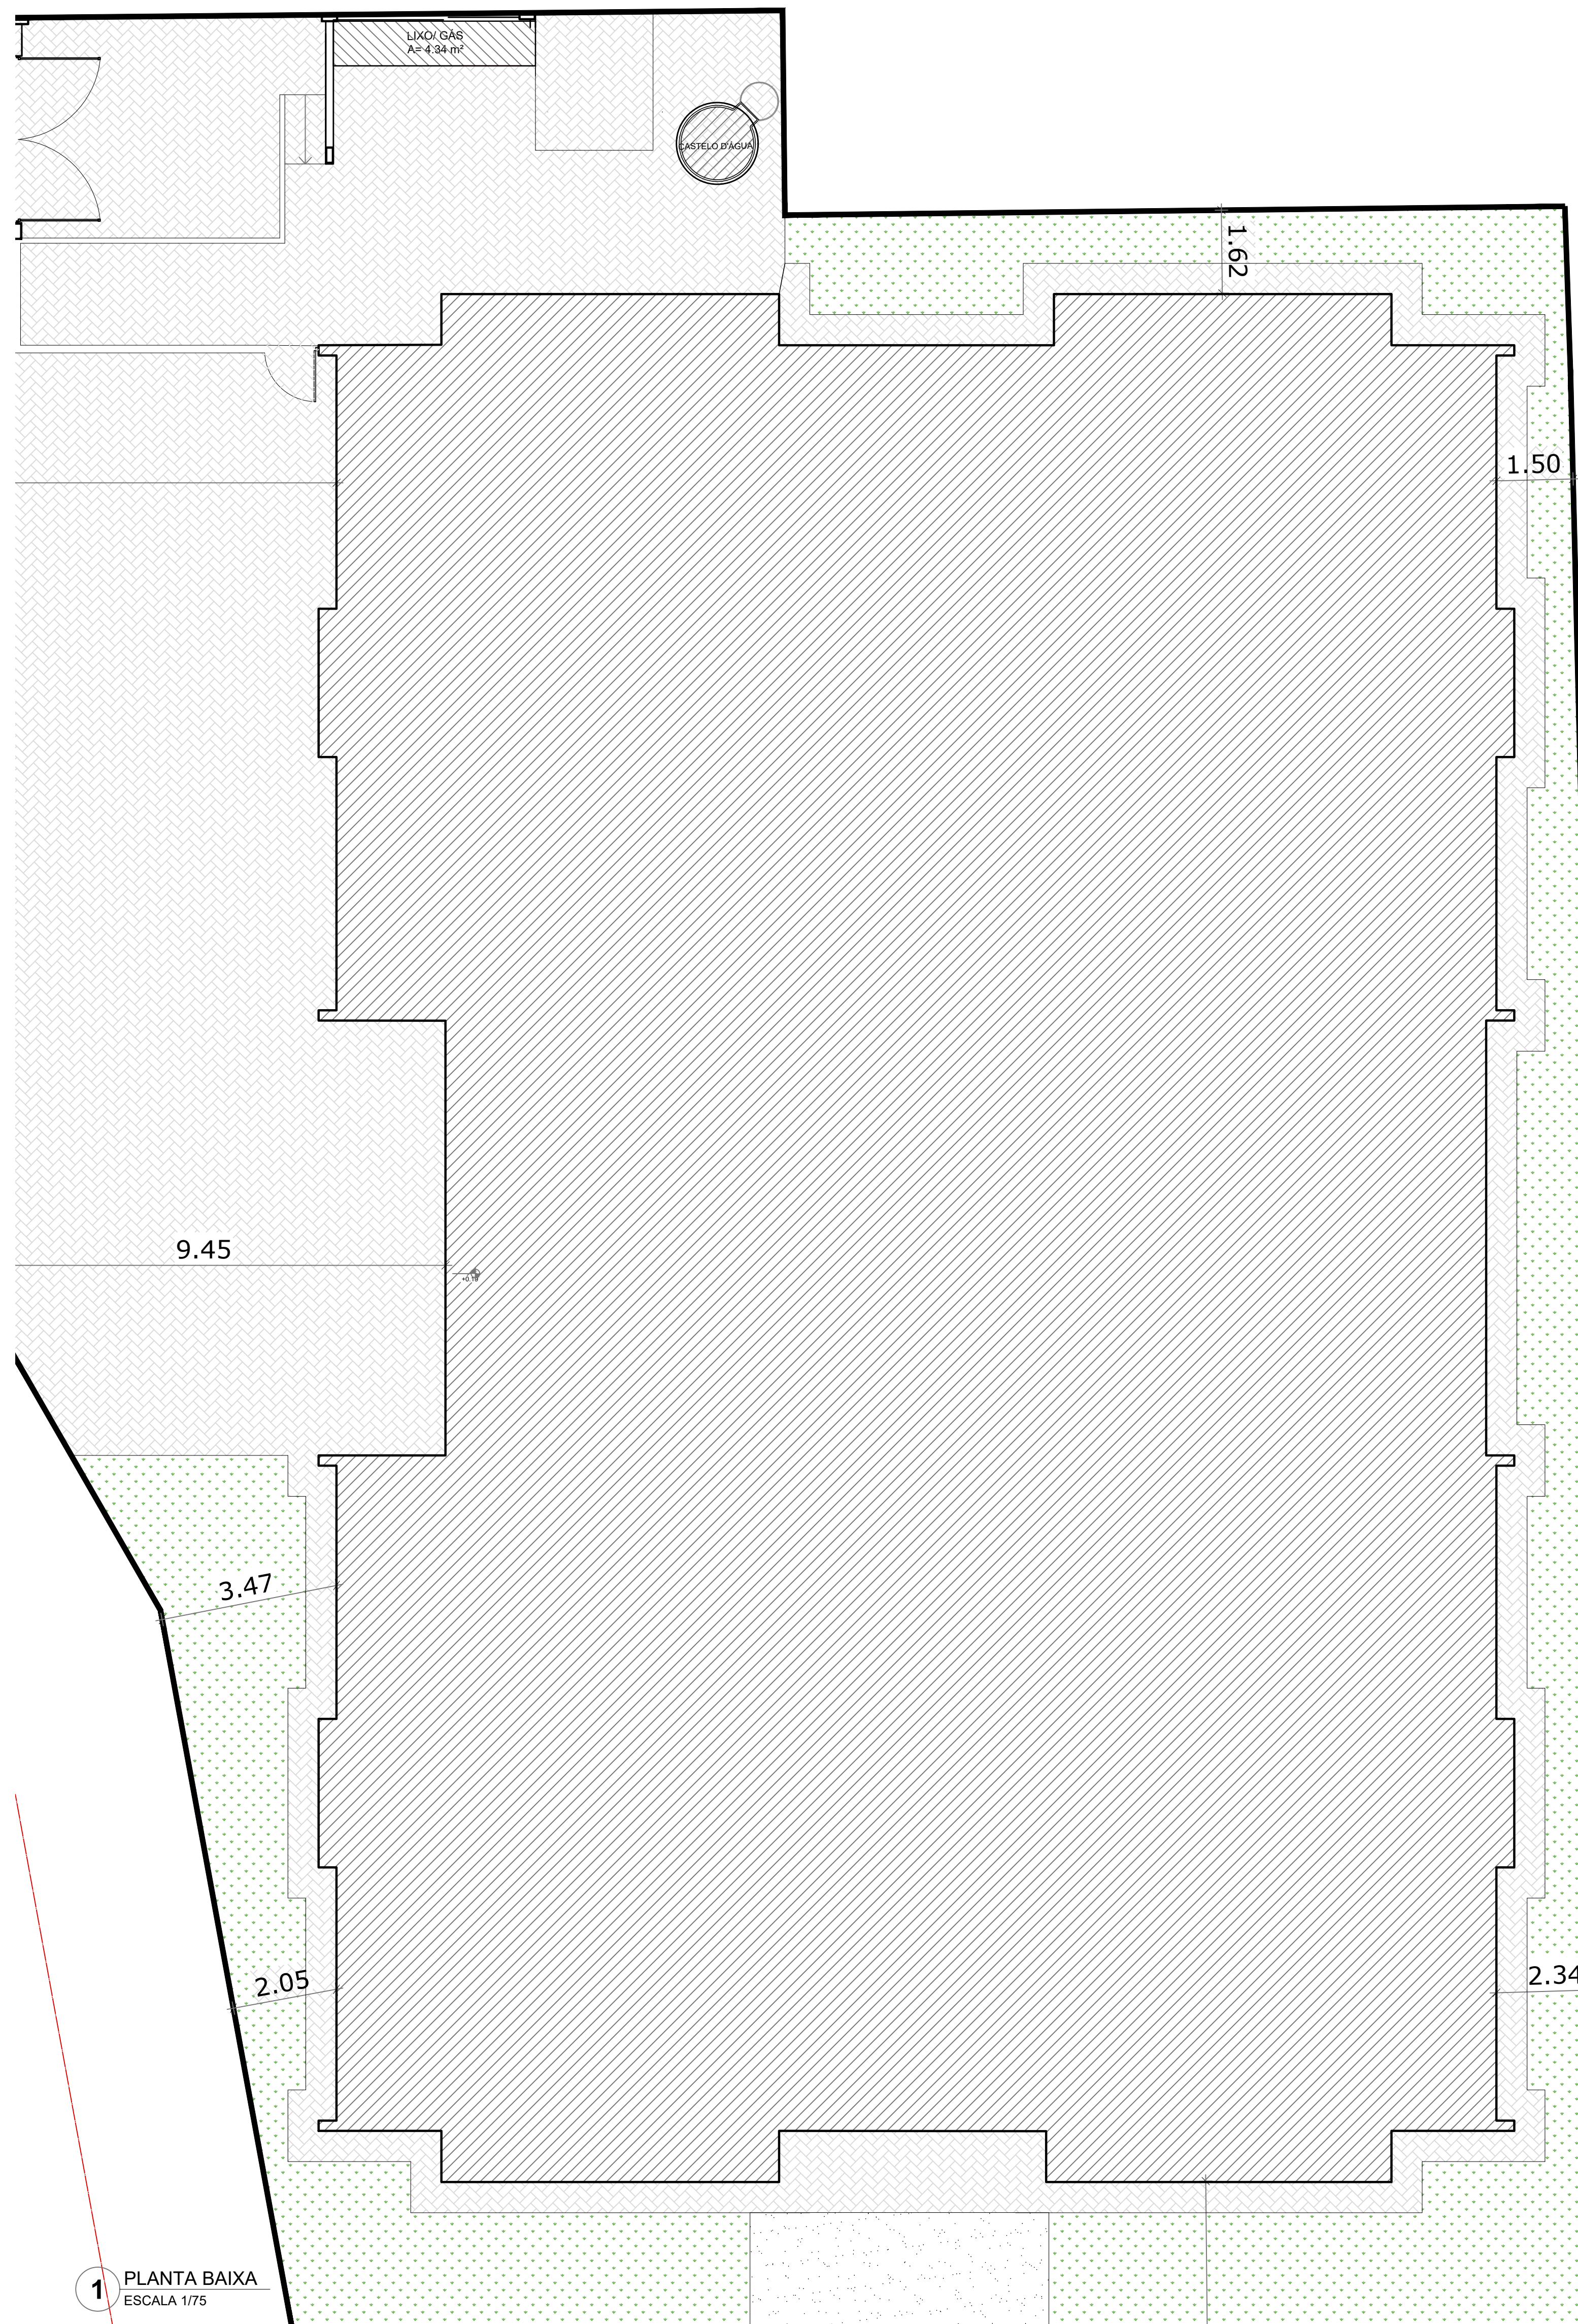 LIXO/ GÁS
A= 4.34 m²
CASTELO D'ÁGUA
1.62
1.50
9.45
3.47
2.05
2.34
1
PLANTA BAIXA
ESCALA 1/75